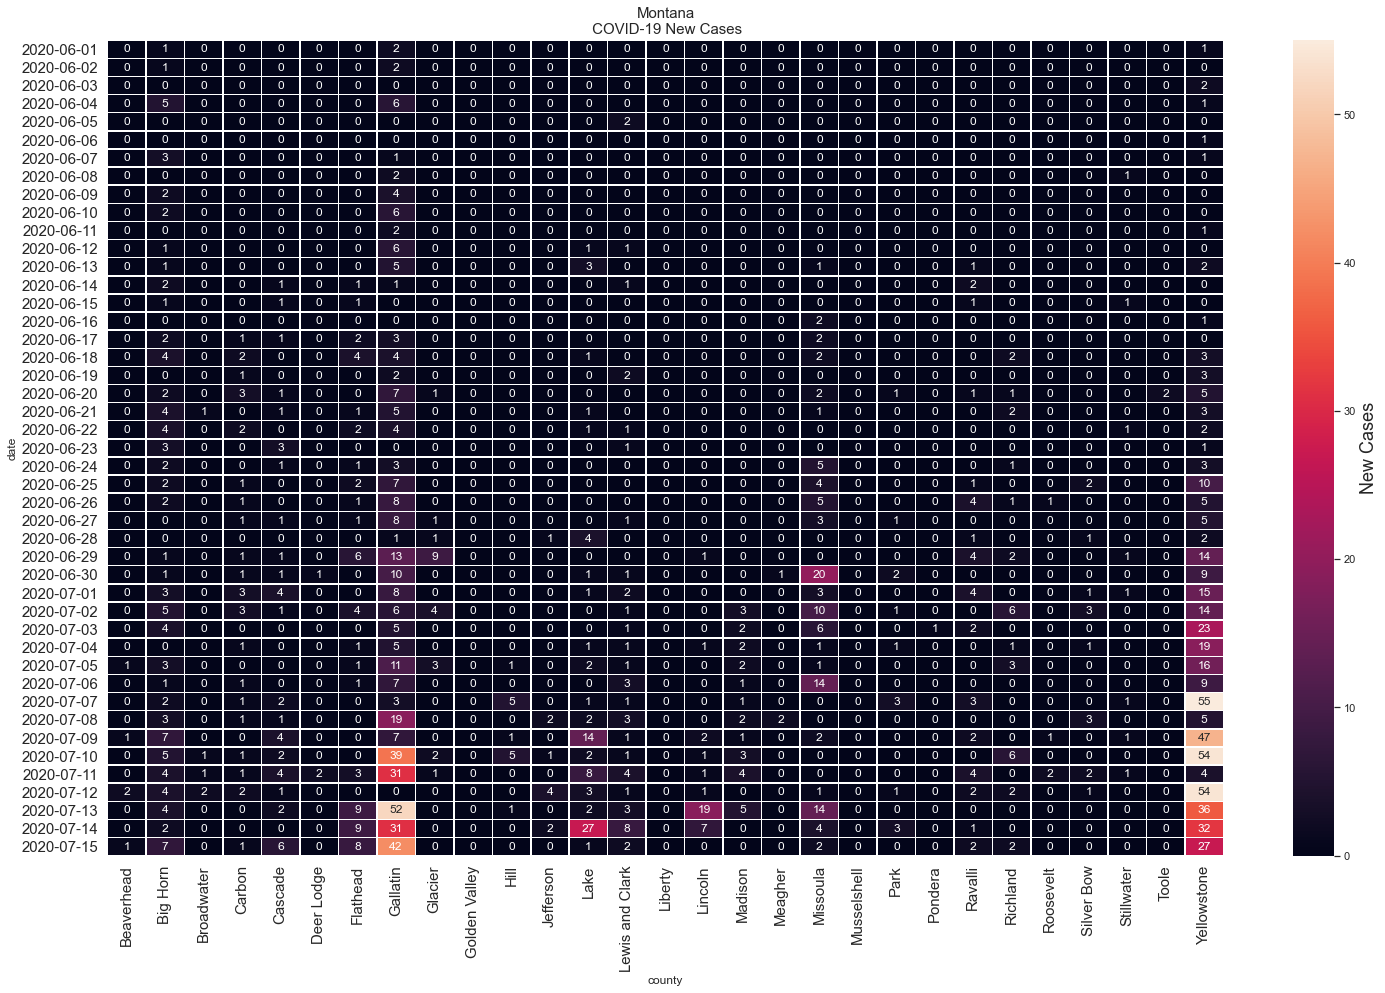 Montana
COVID-19 New Cases
2020-06-01 0 1 0 0 0 0 0 2 0 0 0 0 0 0 0 0 0 0 0 0 0 0 0 0 0 0 0 0 1
2020-06-02 0 1 0 0 0 0 0 2 0 0 0 0 0 0 0 0 0 0 0 0 0 0 0 0 0 0 0 0 0
2020-06-03 0 0 0 0 0 0 0 0 0 0 0 0 0 0 0 0 0 0 0 0 0 0 0 0 0 0 0 0 2
2020-06-04 0 5 0 0 0 0 0 6 0 0 0 0 0 0 0 0 0 0 0 0 0 0 0 0 0 0 0 0 1
2020-06-05 0 0 0 0 0 0 0 0 0 0 0 0 0 2 0 0 0 0 0 0 0 0 0 0 0 0 0 0 0
2020-06-06 0 0 0 0 0 0 0 0 0 0 0 0 0 0 0 0 0 0 0 0 0 0 0 0 0 0 0 0 1
2020-06-07 0 3 0 0 0 0 0 1 0 0 0 0 0 0 0 0 0 0 0 0 0 0 0 0 0 0 0 0 1
2020-06-08 0 0 0 0 0 0 0 2 0 0 0 0 0 0 0 0 0 0 0 0 0 0 0 0 0 0 1 0 0
2020-06-09 0 2 0 0 0 0 0 4 0 0 0 0 0 0 0 0 0 0 0 0 0 0 0 0 0 0 0 0 0
2020-06-10 0 2 0 0 0 0 0 6 0 0 0 0 0 0 0 0 0 0 0 0 0 0 0 0 0 0 0 0 0
2020-06-11 0 0 0 0 0 0 0 2 0 0 0 0 0 0 0 0 0 0 0 0 0 0 0 0 0 0 0 0 1
2020-06-12 0 1 0 0 0 0 0 6 0 0 0 0 1 1 0 0 0 0 0 0 0 0 0 0 0 0 0 0 0
2020-06-13 0 1 0 0 0 0 0 5 0 0 0 0 3 0 0 0 0 0 1 0 0 0 1 0 0 0 0 0 2
2020-06-14 0 2 0 0 1 0 1 1 0 0 0 0 0 1 0 0 0 0 0 0 0 0 2 0 0 0 0 0 0
2020-06-15 0 1 0 0 1 0 1 0 0 0 0 0 0 0 0 0 0 0 0 0 0 0 1 0 0 0 1 0 0
2020-06-16 0 0 0 0 0 0 0 0 0 0 0 0 0 0 0 0 0 0 2 0 0 0 0 0 0 0 0 0 1
2020-06-17 0 2 0 1 1 0 2 3 0 0 0 0 0 0 0 0 0 0 2 0 0 0 0 0 0 0 0 0 0
2020-06-18 0 4 0 2 0 0 4 4 0 0 0 0 1 0 0 0 0 0 2 0 0 0 0 2 0 0 0 0 3
2020-06-19 0 0 0 1 0 0 0 2 0 0 0 0 0 2 0 0 0 0 0 0 0 0 0 0 0 0 0 0 3
2020-06-20 0 2 0 3 1 0 0 7 1 0 0 0 0 0 0 0 0 0 2 0 1 0 1 1 0 0 0 2 5
2020-06-21 0 4 1 0 1 0 1 5 0 0 0 0 1 0 0 0 0 0 1 0 0 0 0 2 0 0 0 0 3
2020-06-22 0 4 0 2 0 0 2 4 0 0 0 0 1 1 0 0 0 0 0 0 0 0 0 0 0 0 1 0 2
2020-06-23 0 3 0 0 3 0 0 0 0 0 0 0 0 1 0 0 0 0 0 0 0 0 0 0 0 0 0 0 1
2020-06-24 0 2 0 0 1 0 1 3 0 0 0 0 0 0 0 0 0 0 5 0 0 0 0 1 0 0 0 0 3
2020-06-25 0 2 0 1 0 0 2 7 0 0 0 0 0 0 0 0 0 0 4 0 0 0 1 0 0 2 0 0 10
2020-06-26 0 2 0 1 0 0 1 8 0 0 0 0 0 0 0 0 0 0 5 0 0 0 4 1 1 0 0 0 5
2020-06-27 0 0 0 1 1 0 1 8 1 0 0 0 0 1 0 0 0 0 3 0 1 0 0 0 0 0 0 0 5
2020-06-28 0 0 0 0 0 0 0 1 1 0 0 1 4 0 0 0 0 0 0 0 0 0 1 0 0 1 0 0 2
2020-06-29 0 1 0 1 1 0 6 13 9 0 0 0 0 0 0 1 0 0 0 0 0 0 4 2 0 0 1 0 14
2020-06-30 0 1 0 1 1 1 0 10 0 0 0 0 1 1 0 0 0 1 20 0 2 0 0 0 0 0 0 0 9
2020-07-01 0 3 0 3 4 0 0 8 0 0 0 0 1 2 0 0 0 0 3 0 0 0 4 0 0 1 1 0 15
2020-07-02 0 5 0 3 1 0 4 6 4 0 0 0 0 1 0 0 3 0 10 0 1 0 0 6 0 3 0 0 14
2020-07-03 0 4 0 0 0 0 0 5 0 0 0 0 0 1 0 0 2 0 6 0 0 1 2 0 0 0 0 0 23
2020-07-04 0 0 0 1 0 0 1 5 0 0 0 0 1 1 0 1 2 0 1 0 1 0 0 1 0 1 0 0 19
2020-07-05 1 3 0 0 0 0 1 11 3 0 1 0 2 1 0 0 2 0 1 0 0 0 0 3 0 0 0 0 16
2020-07-06 0 1 0 1 0 0 1 7 0 0 0 0 0 3 0 0 1 0 14 0 0 0 0 0 0 0 0 0 9
2020-07-07 0 2 0 1 2 0 0 3 0 0 5 0 1 1 0 0 1 0 0 0 3 0 3 0 0 0 1 0 55
2020-07-08 0 3 0 1 1 0 0 19 0 0 0 2 2 3 0 0 2 2 0 0 0 0 0 0 0 3 0 0 5
2020-07-09 1 7 0 0 4 0 0 7 0 0 1 0 14 1 0 2 1 0 2 0 0 0 2 0 1 0 1 0 47
2020-07-10 0 5 1 1 2 0 0 39 2 0 5 1 2 1 0 1 3 0 0 0 0 0 0 6 0 0 0 0 54
2020-07-11 0 4 1 1 4 2 3 31 1 0 0 0 8 4 0 1 4 0 0 0 0 0 4 0 2 2 1 0 4
2020-07-12 2 4 2 2 1 0 0 0 0 0 0 4 3 1 0 1 0 0 1 0 1 0 2 2 0 1 0 0 54
2020-07-13 0 4 0 0 2 0 9 52 0 0 1 0 2 3 0 19 5 0 14 0 0 0 0 0 0 0 0 0 36
2020-07-14 0 2 0 0 0 0 9 31 0 0 0 2 27 8 0 7 0 0 4 0 3 0 1 0 0 0 0 0 32
2020-07-15 1 7 0 1 6 0 8 42 0 0 0 0 1 2 0 0 0 0 2 0 0 0 2 2 0 0 0 0 27
Beaverhead
Big Horn
Broadwater
Carbon
Cascade
Deer Lodge
Flathead
Gallatin
Glacier
Golden Valley
Hill
Jefferson
Lake
Lewis and Clark
Liberty
Lincoln
Madison
Meagher
Missoula
Musselshell
Park
Pondera
Ravalli
Richland
Roosevelt
Silver Bow
Stillwater
Toole
Yellowstone
county
date
50
40
30
20
10
0
New Cases